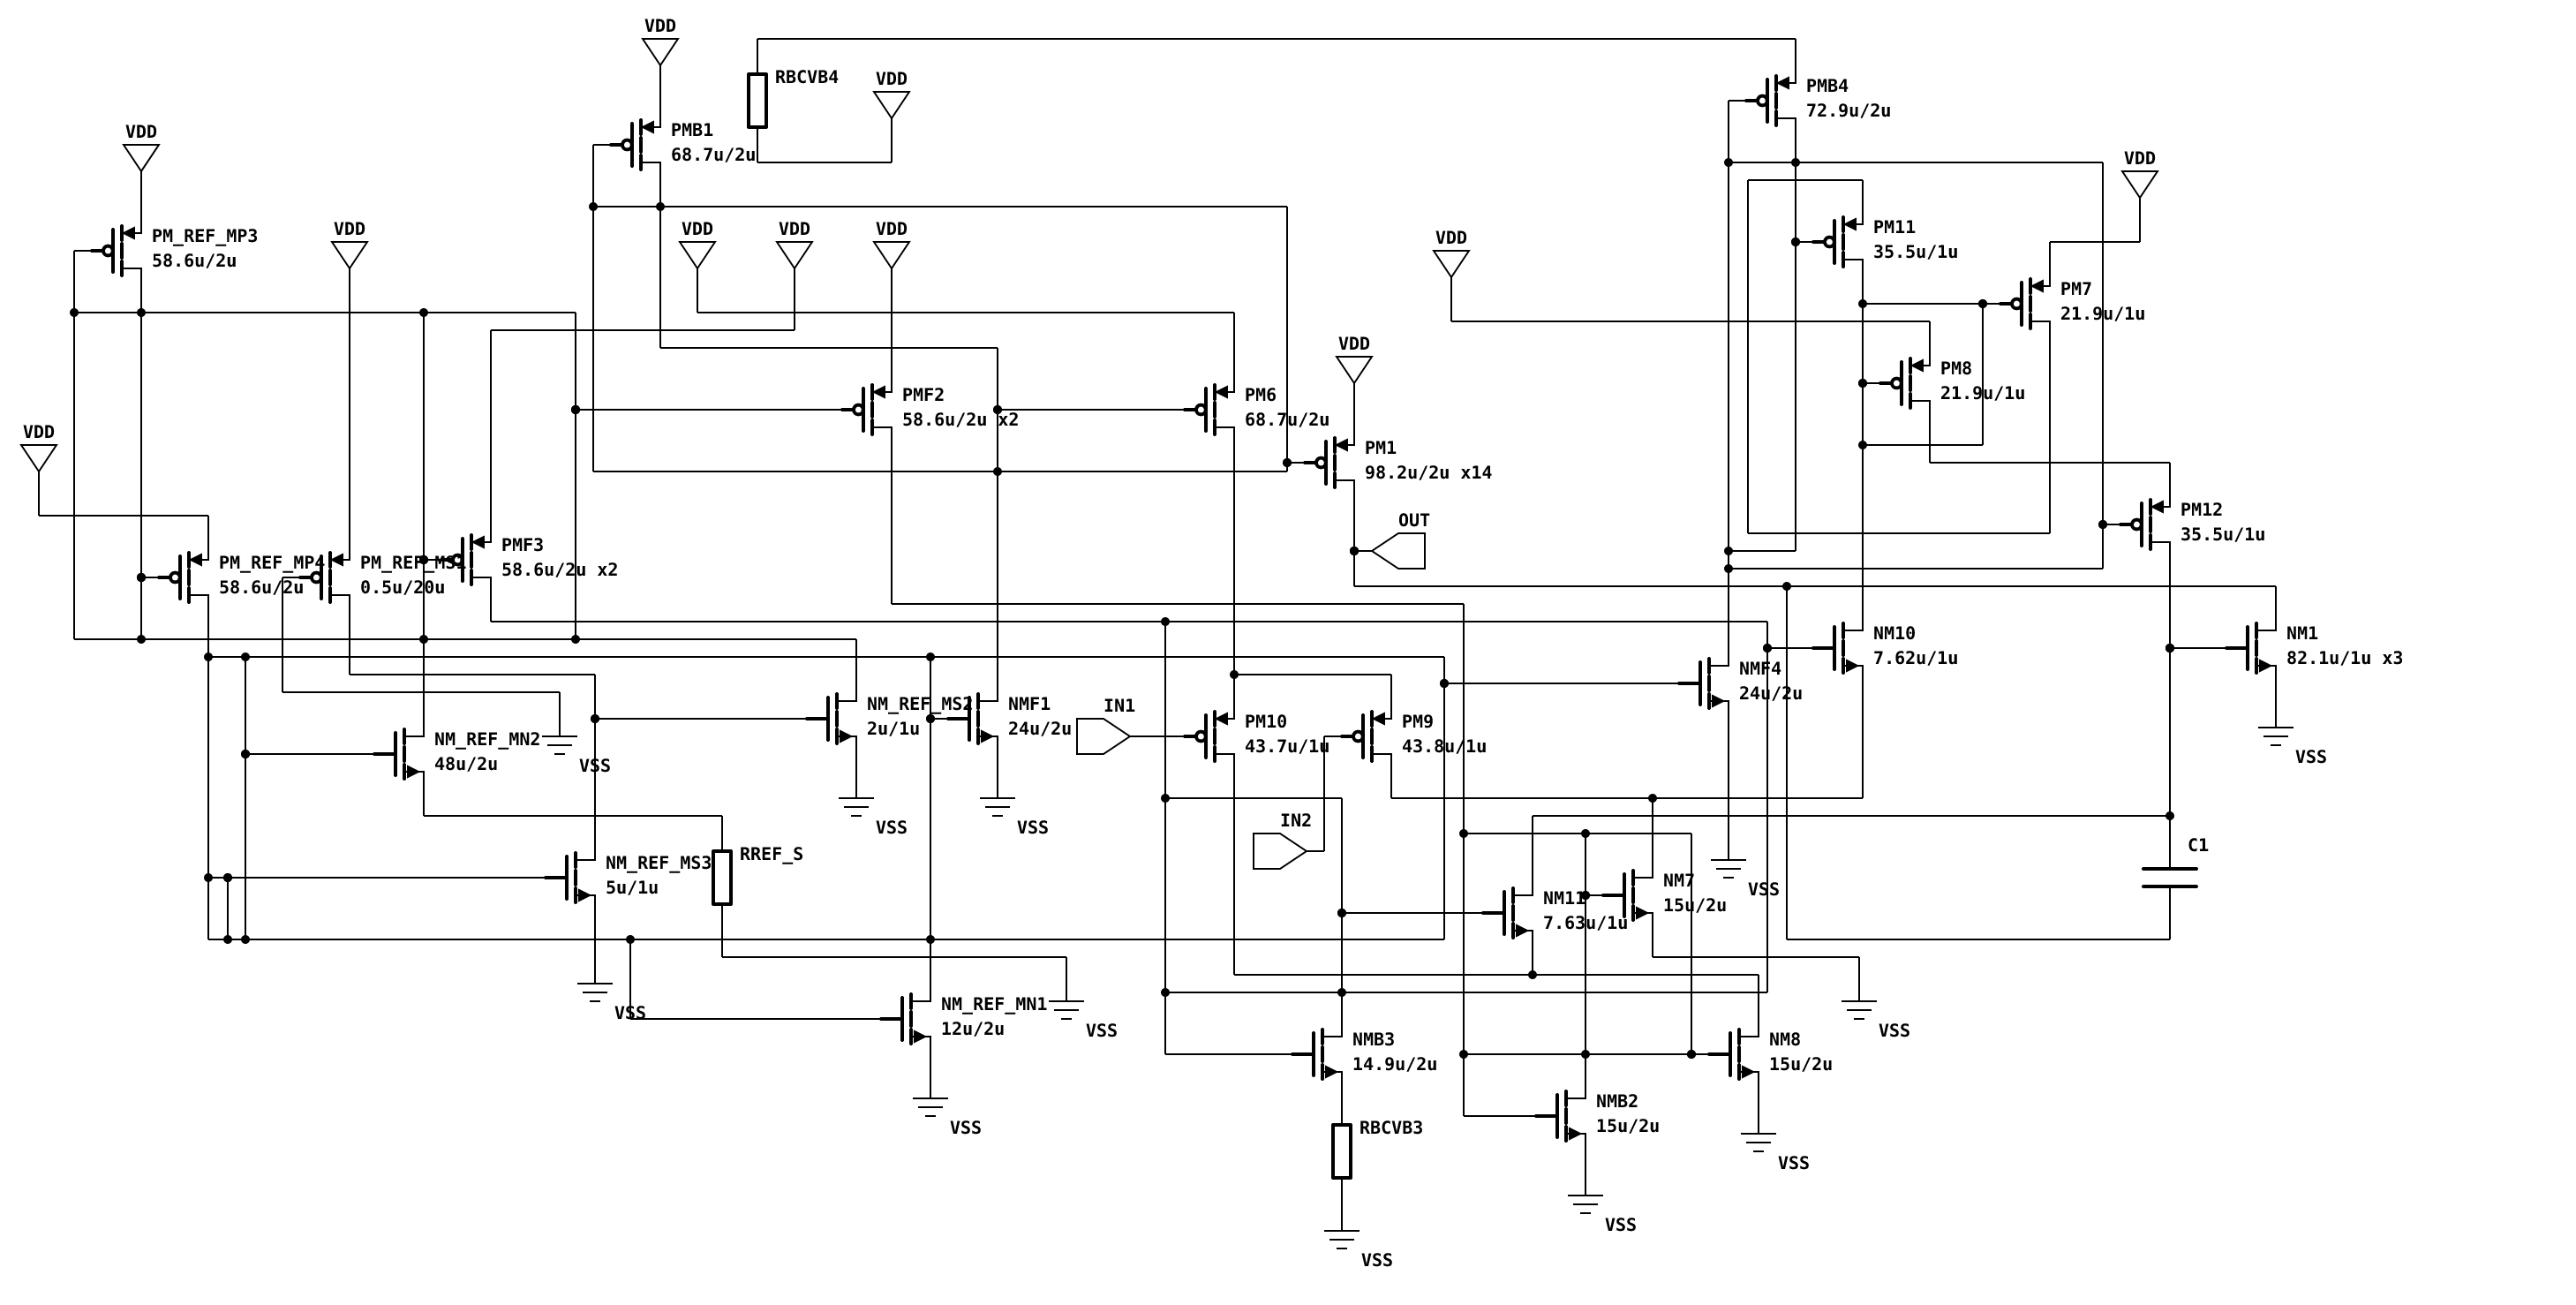 VDD
RBCVB4
VDD
PMB4
72.9u/2u
PMB1
68.7u/2u
VDD
VDD
PM_REF_MP3
58.6u/2u
VDD
VDD
VDD
VDD
VDD
PM11
35.5u/1u
PM7
21.9u/1u
VDD
PM8
21.9u/1u
PMF2
58.6u/2u x2
PM6
68.7u/2u
VDD
PM1
98.2u/2u x14
OUT
PM12
35.5u/1u
PM_REF_MP4
58.6u/2u
PM_REF_MS1
0.5u/20u
PMF3
58.6u/2u x2
NM10
7.62u/1u
NM1
82.1u/1u x3
VSS
NMF4
24u/2u
NM_REF_MS2
2u/1u
NMF1
24u/2u
IN1
PM10
43.7u/1u
PM9
43.8u/1u
NM_REF_MN2
48u/2u
VSS
VSS
VSS
IN2
C1
NM_REF_MS3
5u/1u
RREF_S
NM11
7.63u/1u
NM7
15u/2u
VSS
VSS
NM_REF_MN1
12u/2u
VSS
VSS
NMB3
14.9u/2u
NM8
15u/2u
NMB2
15u/2u
VSS
RBCVB3
VSS
VSS
VSS